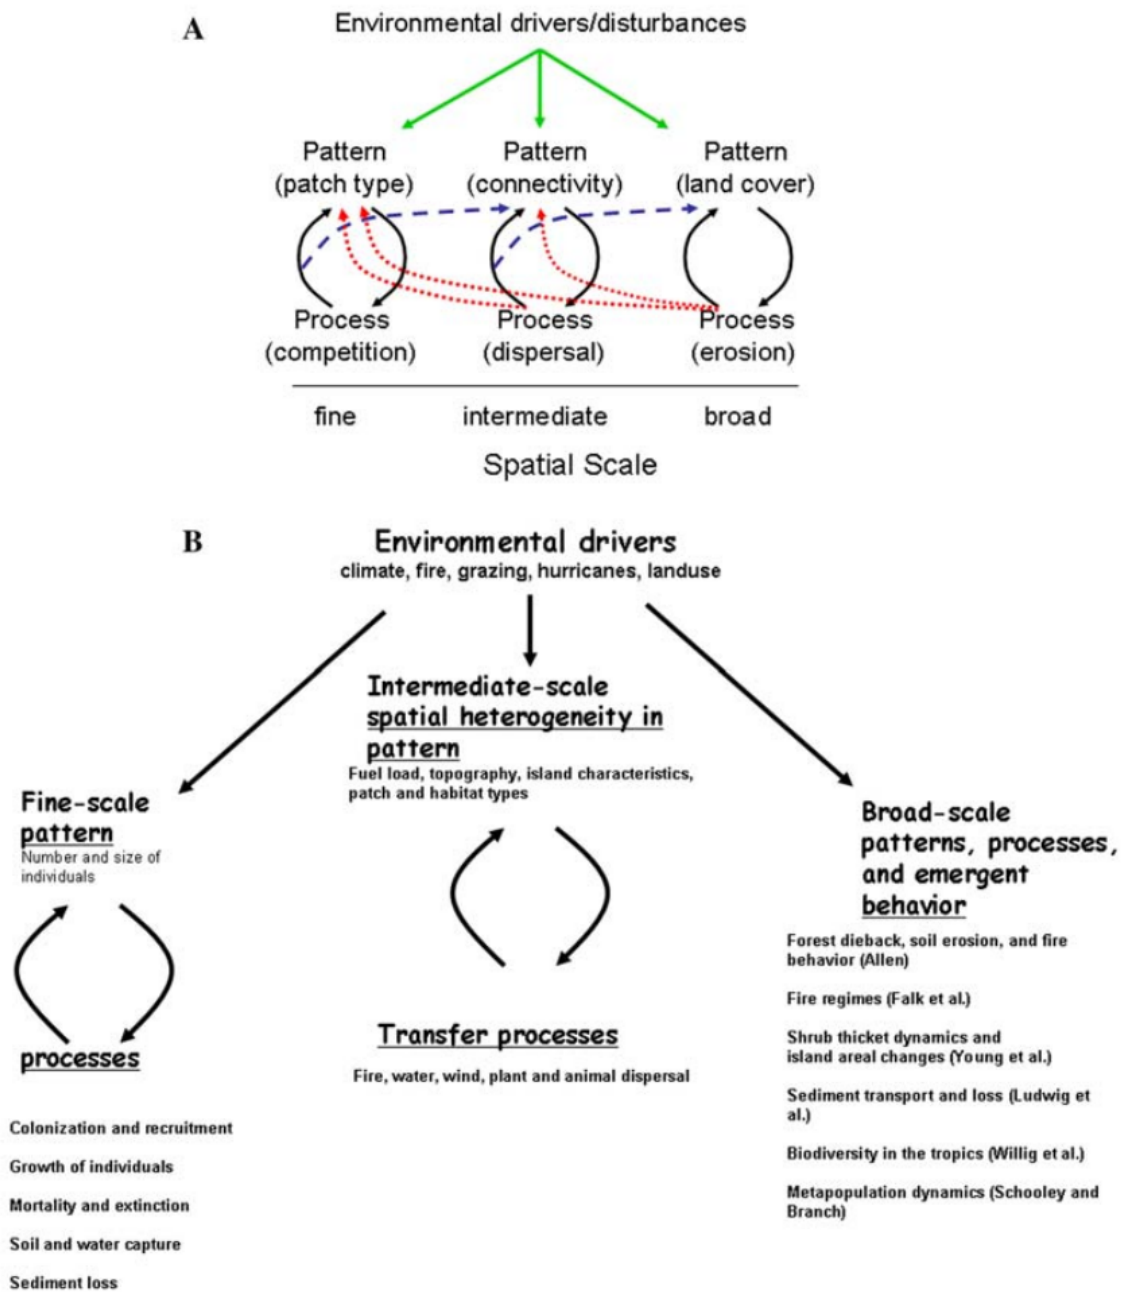 A
Environmental drivers/disturbances
Pattern
(patch type)
Pattern
(connectivity)
Pattern
(land cover)
Process
(competition)
Process
(dispersal)
Process
(erosion)
fine
intermediate
broad
Spatial Scale
B
Environmental drivers
climate, fire, grazing, hurricanes, landuse
Intermediate-scale
spatial heterogeneity in
pattern
Fuel load, topography, island characteristics,
patch and habitat types
Fine-scale
pattern
Number and size of
individuals
processes
Colonization and recruitment
Growth of individuals
Mortality and extinction
Soil and water capture
Sediment loss
Transfer processes
Fire, water, wind, plant and animal dispersal
Broad-scale
patterns, processes,
and emergent
behavior
Forest dieback, soil erosion, and fire
behavior (Allen)
Fire regimes (Falk et al.)
Shrub thicket dynamics and
island areal changes (Young et al.)
Sediment transport and loss (Ludwig et
al.)
Biodiversity in the tropics (Willig et al.)
Metapopulation dynamics (Schooley and
Branch)